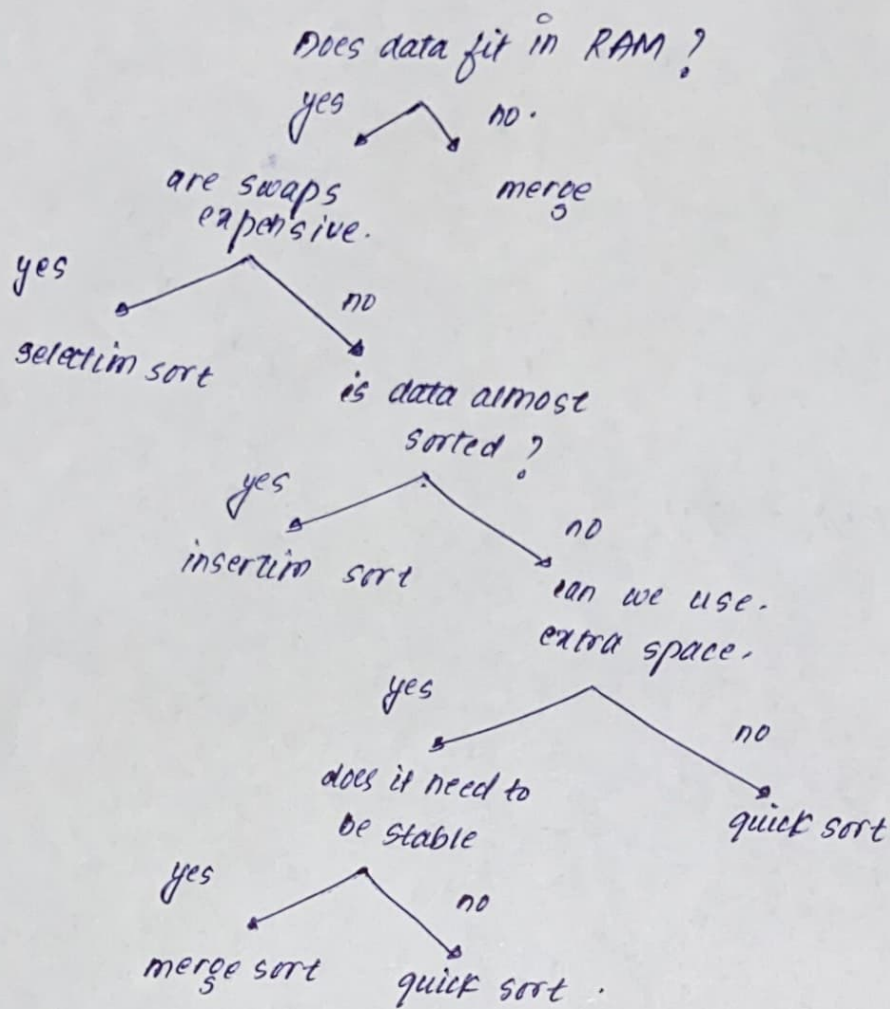 Does data fit in RAM ?
yes
no.
are swaps
expensive.
merge
yes
no
selection sort
is data almost
sorted ?
yes
no
insertion sort
can we use.
extra space.
yes
no
does it need to
be stable
quick sort
yes
no
merge sort
quick sort.